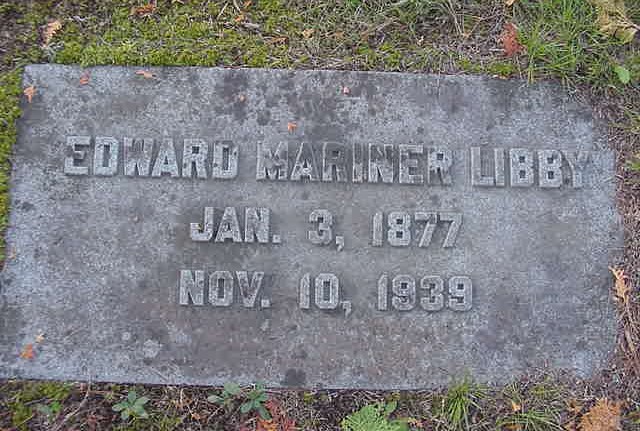 EDWARD MARINER LIBBY
JAN. 3, 1877
NOV. 10, 1939